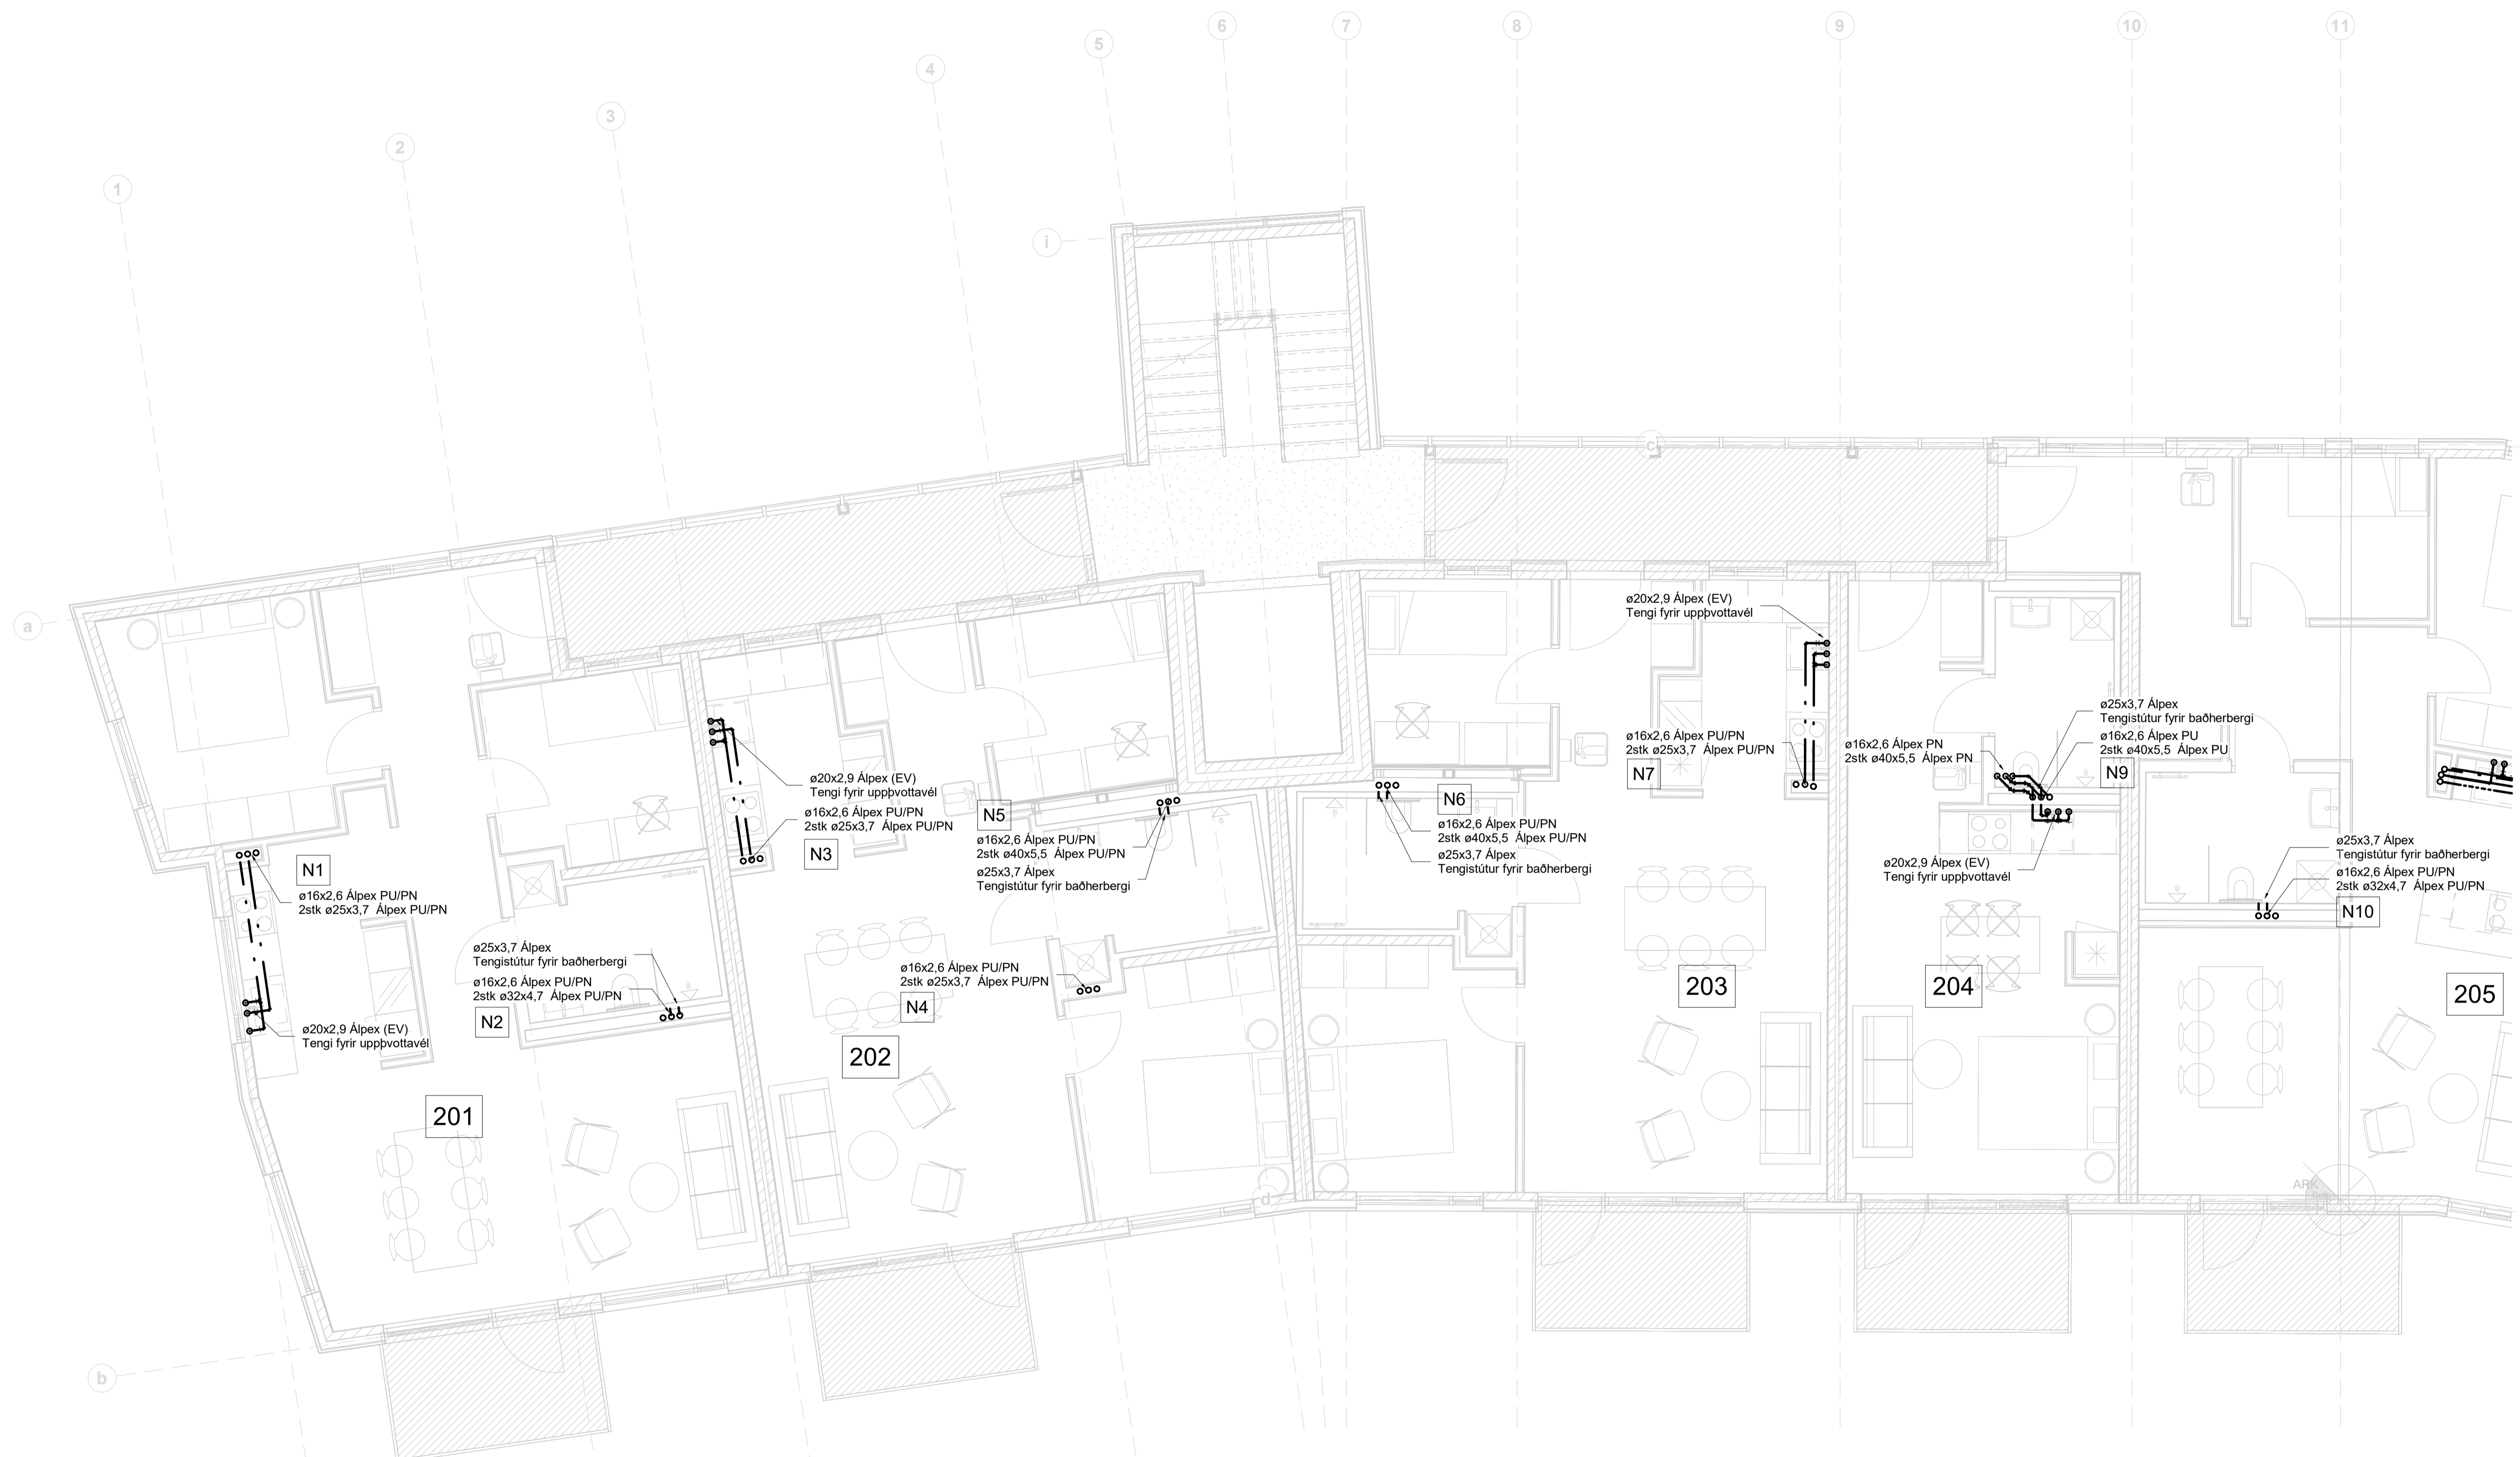 1
2
3
4
5
6
7
8
9
10
11
i
c
a
b
d
ø20x2,9 Álpex (EV)
Tengi fyrir uppþvottavél
ø16x2,6 Álpex PU/PN
2stk ø25x3,7 Álpex PU/PN
N7
ø25x3,7 Álpex
Tengistútur fyrir baðherbergi
ø16x2,6 Álpex PU
2stk ø40x5,5 Álpex PU
N9
ø16x2,6 Álpex PN
2stk ø40x5,5 Álpex PN
ø20x2,9 Álpex (EV)
Tengi fyrir uppþvottavél
ø20x2,9 Álpex (EV)
Tengi fyrir uppþvottavél
ø16x2,6 Álpex PU/PN
2stk ø25x3,7 Álpex PU/PN
N3
N5
ø16x2,6 Álpex PU/PN
2stk ø40x5,5 Álpex PU/PN
ø25x3,7 Álpex
Tengistútur fyrir baðherbergi
N6
ø16x2,6 Álpex PU/PN
2stk ø40x5,5 Álpex PU/PN
ø25x3,7 Álpex
Tengistútur fyrir baðherbergi
ø25x3,7 Álpex
Tengistútur fyrir baðherbergi
ø16x2,6 Álpex PU/PN
2stk ø32x4,7 Álpex PU/PN
N10
N1
ø16x2,6 Álpex PU/PN
2stk ø25x3,7 Álpex PU/PN
ø25x3,7 Álpex
Tengistútur fyrir baðherbergi
ø16x2,6 Álpex PU/PN
2stk ø32x4,7 Álpex PU/PN
N2
ø16x2,6 Álpex PU/PN
2stk ø25x3,7 Álpex PU/PN
N4
ø20x2,9 Álpex (EV)
Tengi fyrir uppþvottavél
203
204
205
202
201
ARK